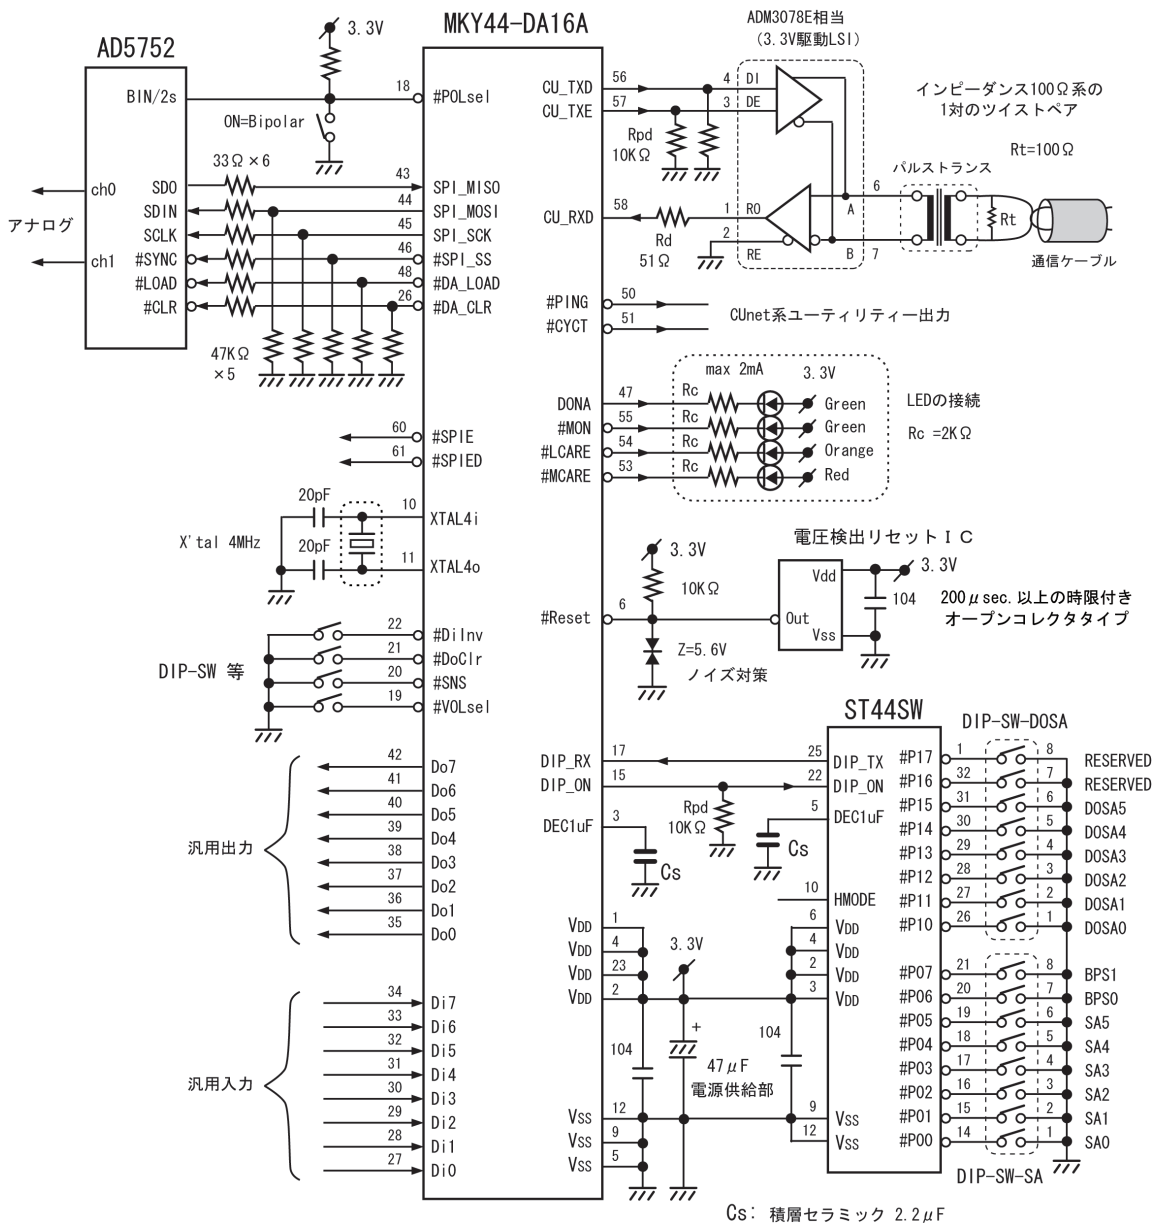 MKY44-DA16A
AD5752
3.3V
BIN/2s
ON=Bipolar
33Ω×6
アナログ
ch0
ch1
SDO
SDIN
SCLK
#SYNC
#LOAD
#CLR
47KΩ
×5
18 #POLsel
43 SPI_MISO
44 SPI_MOSI
45 SPI_SCK
46 #SPI_SS
48 #DA_LOAD
26 #DA_CLR
60 #SPIE
61 #SPIED
X'tal 4MHz
20pF
20pF
10 XTAL4i
11 XTAL4o
DIP-SW 等
22 #DiInv
21 #DoClr
20 #SNS
19 #VOLsel
汎用出力
42 Do7
41 Do6
40 Do5
39 Do4
38 Do3
37 Do2
36 Do1
35 Do0
汎用入力
34 Di7
33 Di6
32 Di5
31 Di4
30 Di3
29 Di2
28 Di1
27 Di0
ADM3078E相当
(3.3V駆動LSI)
CU_TXD 56
CU_TXE 57
Rpd
10KΩ
4 DI
3 DE
CU_RXD 58
Rd
51Ω
1 RO
2 RE
A 6
B 7
インピーダンス100Ω系の
1対のツイストペア
Rt=100Ω
パルストランス
Rt
通信ケーブル
#PING 50
#CYCT 51
CUnet系ユーティリティー出力
max 2mA
3.3V
DONA 47 Rc Green
#MON 55 Rc Green
#LCARE 54 Rc Orange
#MCARE 53 Rc Red
LEDの接続
Rc =2KΩ
電圧検出リセットIC
3.3V
10KΩ
#Reset 6
Z=5.6V
ノイズ対策
Vdd
Out
Vss
3.3V
104
200μsec.以上の時限付き
オープンコレクタタイプ
ST44SW
DIP_RX 17
DIP_ON 15
Rpd
10KΩ
DEC1uF 3
Cs
25 DIP_TX
22 DIP_ON
5 DEC1uF
Cs
10 HMODE
VDD 1
VDD 4
VDD 23
VDD 2
3.3V
6 VDD
4 VDD
2 VDD
3 VDD
104
+
47μF
電源供給部
104
VSS 12
VSS 9
VSS 5
9 VSS
12 VSS
DIP-SW-DOSA
#P17 1 8 RESERVED
#P16 32 7 RESERVED
#P15 31 6 DOSA5
#P14 30 5 DOSA4
#P13 29 4 DOSA3
#P12 28 3 DOSA2
#P11 27 2 DOSA1
#P10 26 1 DOSA0
#P07 21 8 BPS1
#P06 20 7 BPS0
#P05 19 6 SA5
#P04 18 5 SA4
#P03 17 4 SA3
#P02 16 3 SA2
#P01 15 2 SA1
#P00 14 1 SA0
DIP-SW-SA
Cs: 積層セラミック 2.2μF